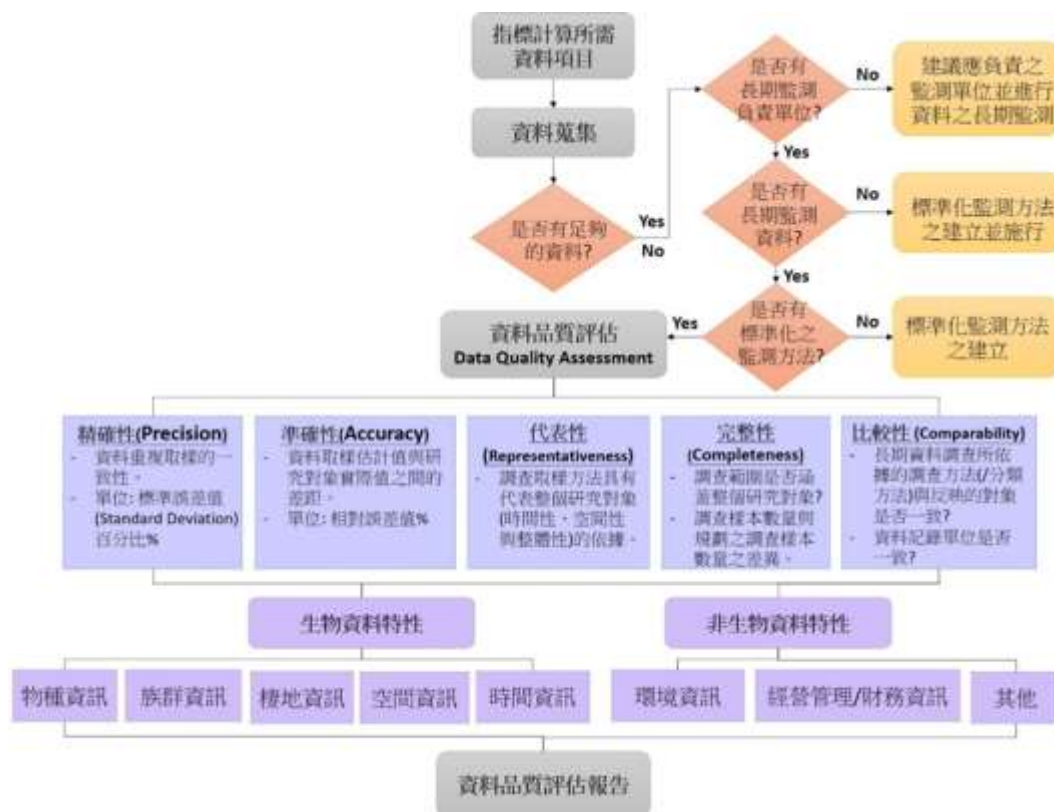 指標計算所需
資料項目
資料蒐集
是否有足夠
的資料?
Yes
No
是否有
長期監測
負責單位?
No
建議應負責之
監測單位並進行
資料之長期監測
Yes
是否有
長期監測
資料?
No
標準化監測方法
之建立並施行
Yes
是否有
標準化之
監測方法?
No
標準化監測方法
之建立
Yes
資料品質評估
Data Quality Assessment
精確性(Precision)
- 資料重複取樣的一
致性。
- 單位: 標準誤差值
(Standard Deviation)
百分比%
準確性(Accuracy)
- 資料取樣估計值與研
究對象實際值之間的
差距。
- 單位: 相對誤差值%
代表性
(Representativeness)
- 調查取樣方法具有
代表整個研究對象
(時間性、空間性
與整體性)的依據。
完整性
(Completeness)
- 調查範圍是否涵
蓋整個研究對象?
- 調查樣本數量與
規劃之調查樣本
數量之差異。
比較性 (Comparability)
- 長期資料調查所依
據的調查方法(/分類
方法)與反映的對象
是否一致?
- 資料記錄單位是否
一致?
生物資料特性
非生物資料特性
物種資訊
族群資訊
棲地資訊
空間資訊
時間資訊
環境資訊
經營管理/財務資訊
其他
資料品質評估報告